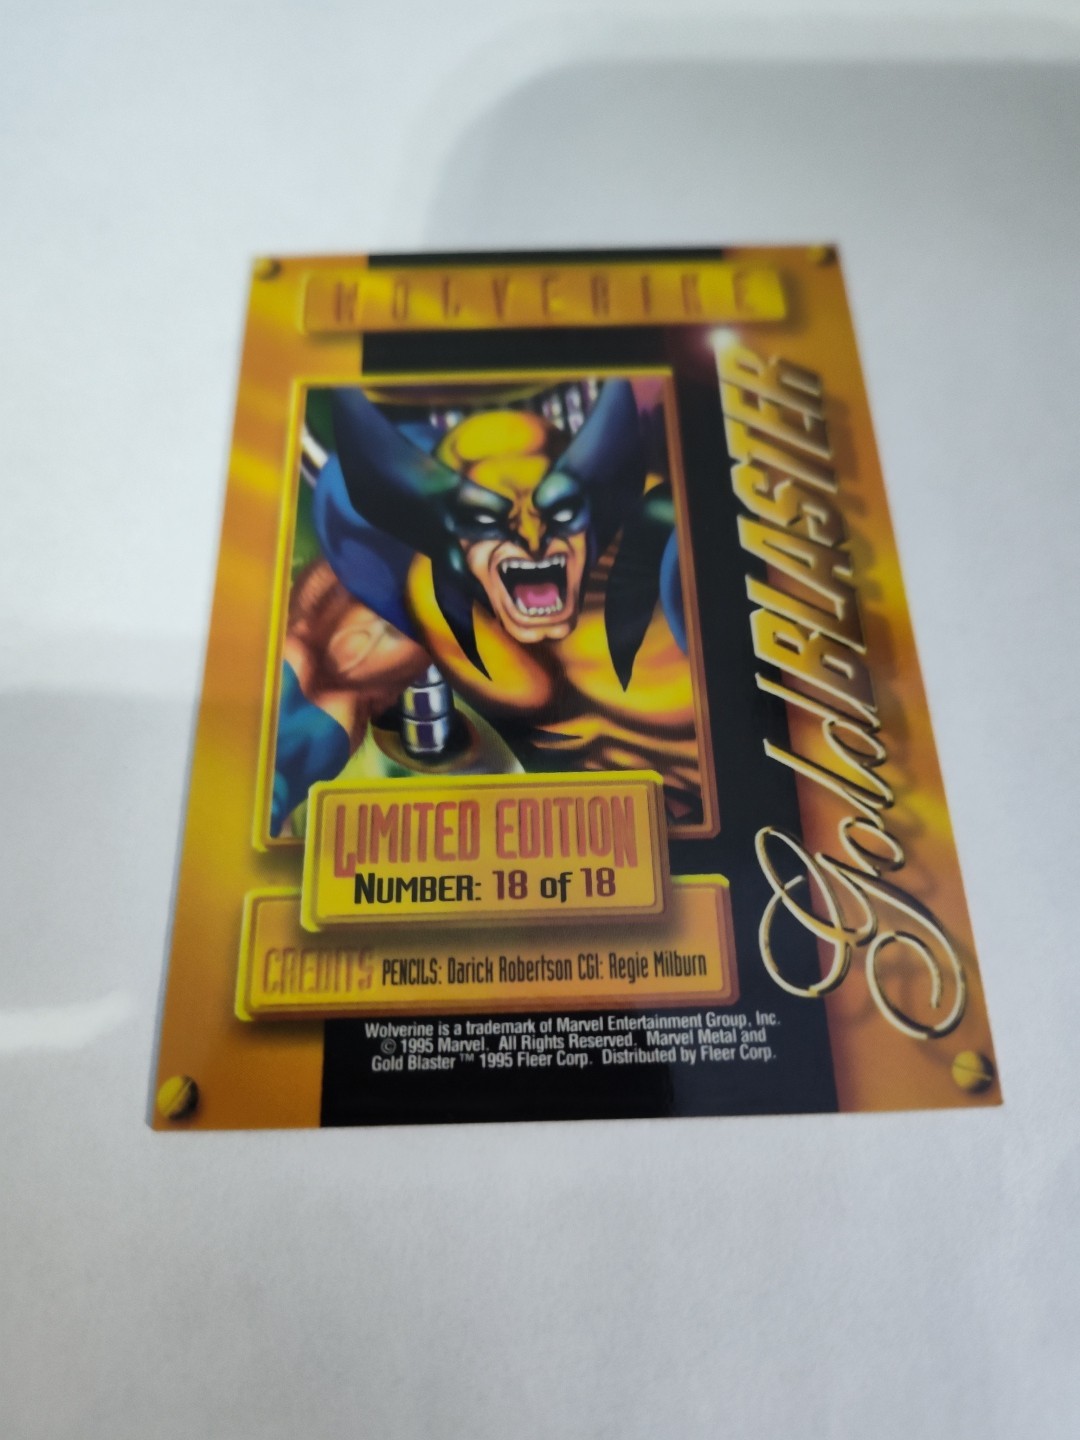 WOLVERINE
GoldBLASTER
LIMITED EDITION
NUMBER: 18 of 18
CREDITS PENCILS: Darick Robertson CGI: Regie Milburn
Wolverine is a trademark of Marvel Entertainment Group, Inc.
© 1995 Marvel. All Rights Reserved. Marvel Metal and
Gold Blaster ™ 1995 Fleer Corp. Distributed by Fleer Corp.